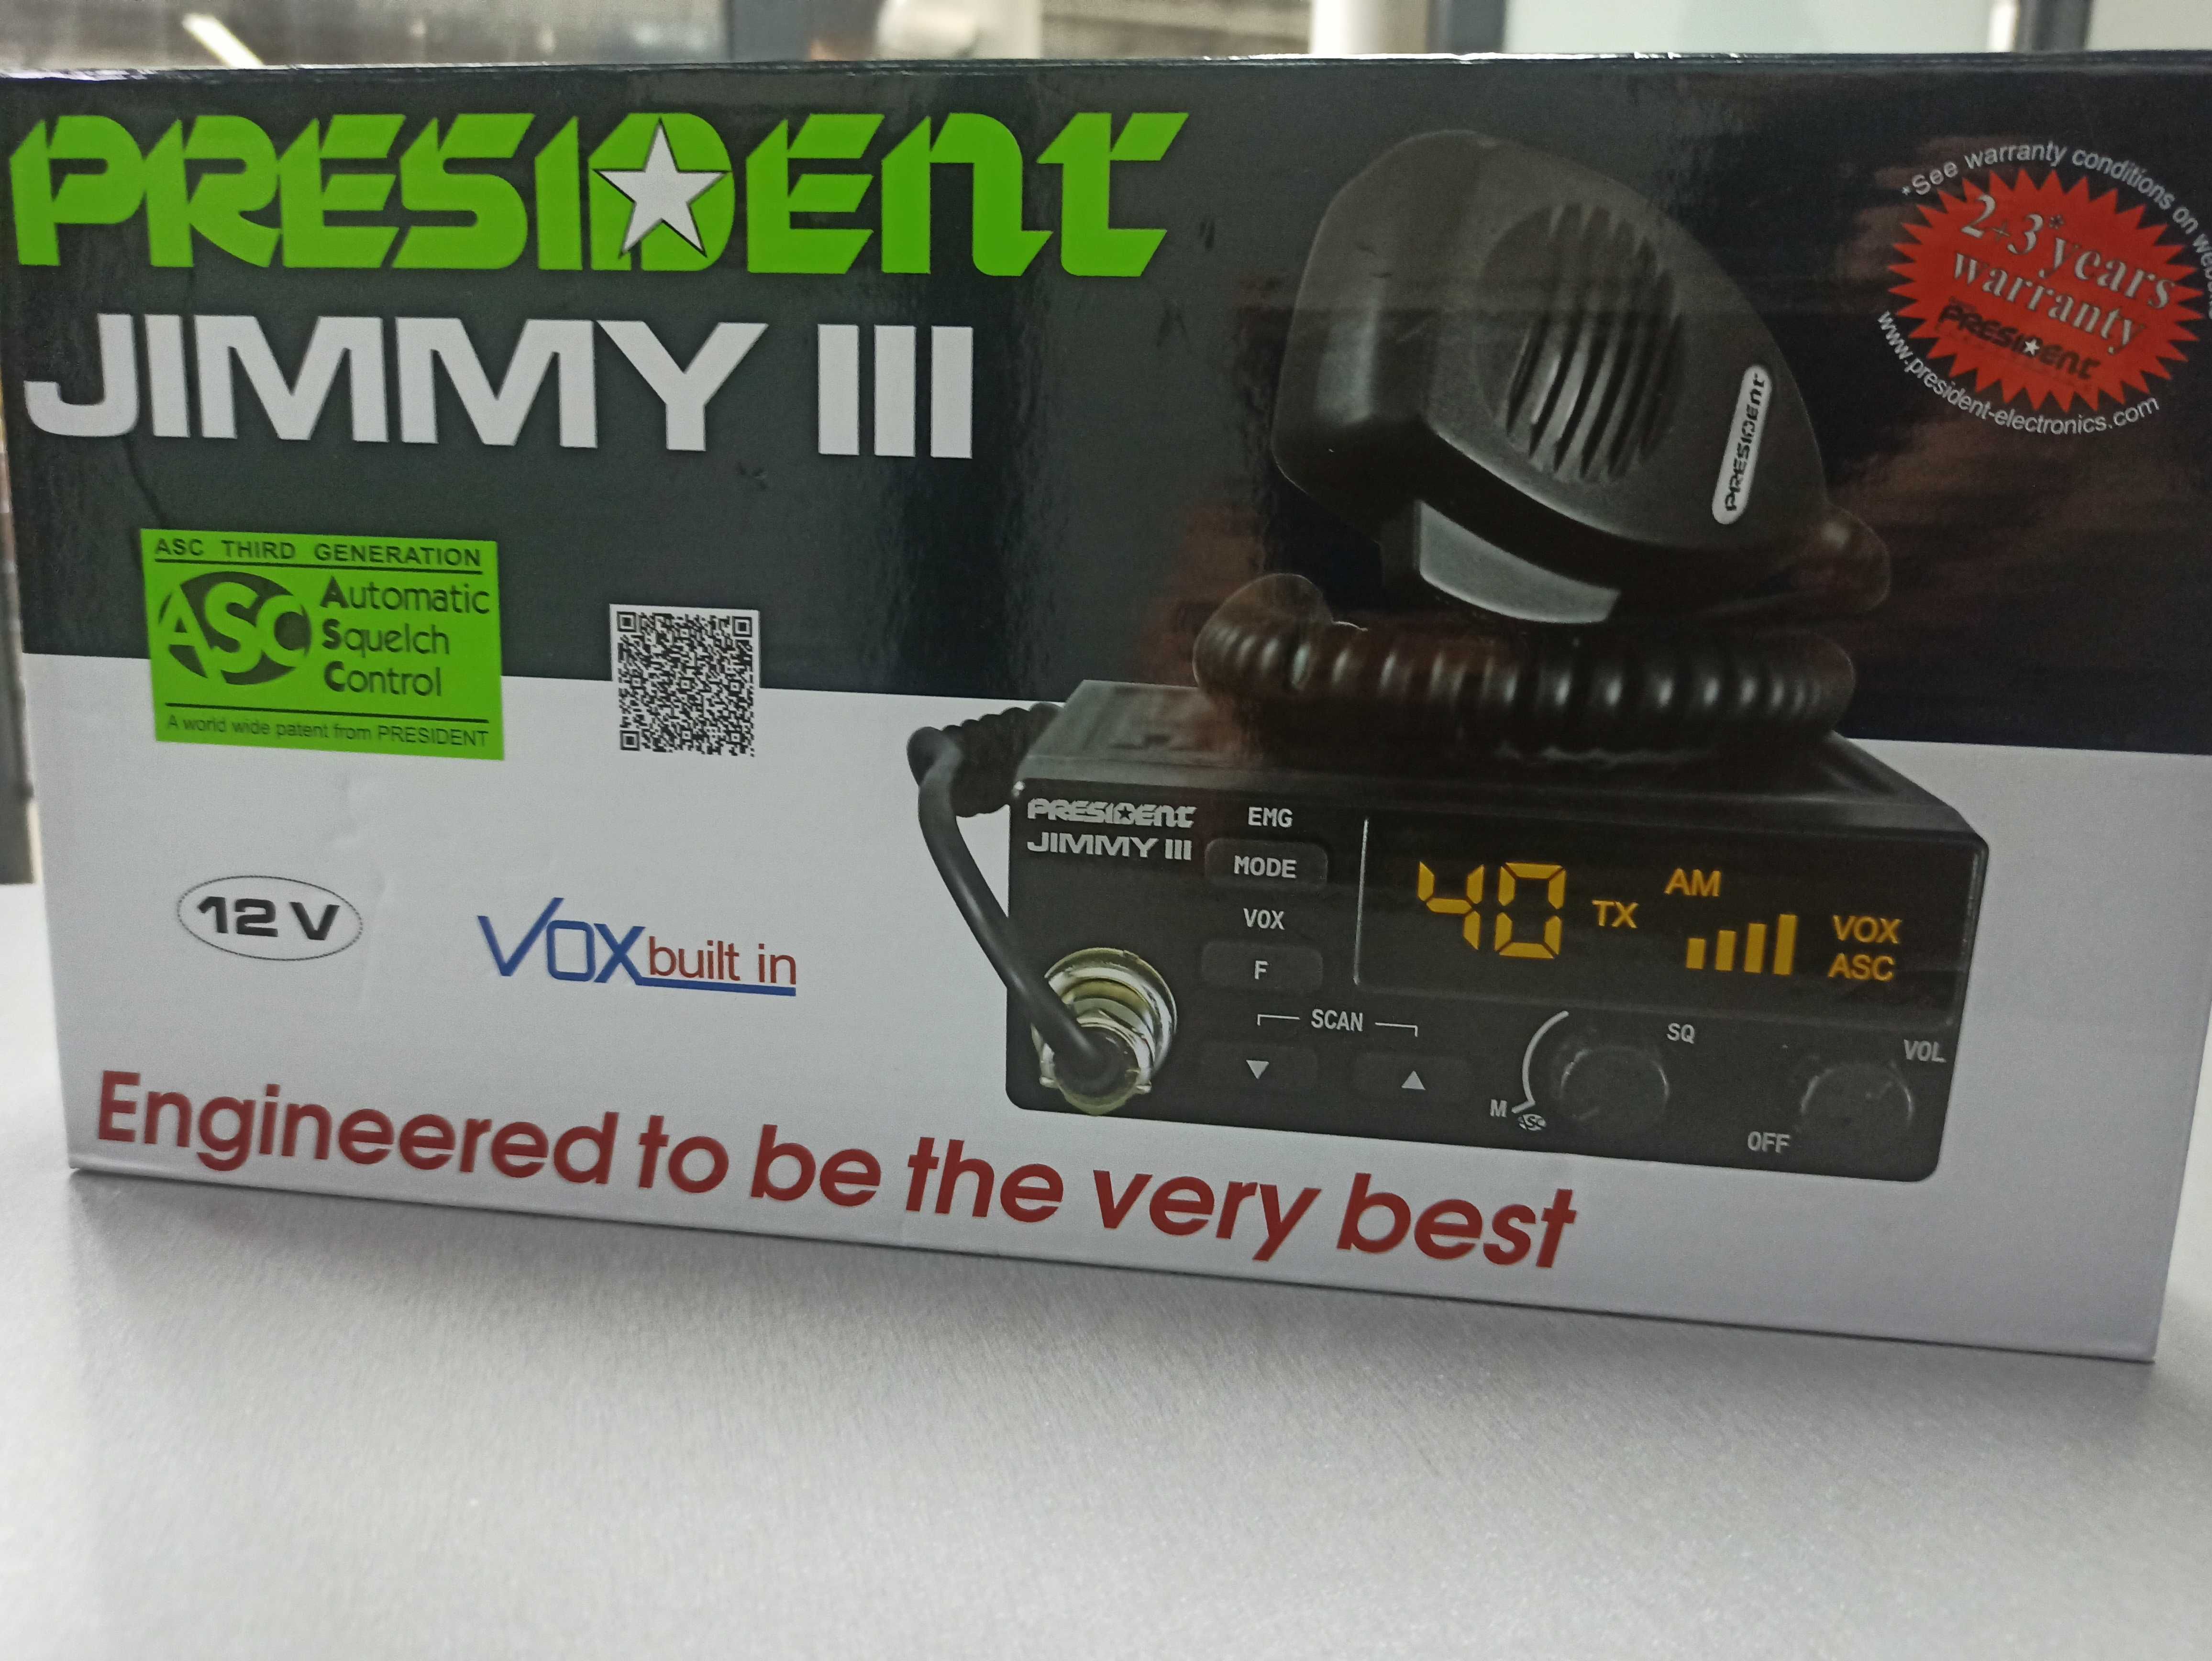 PRESIDENT
JIMMY III
*See warranty conditions on
2+3* years
warranty
PRESIDENT
www.president-electronics.com
PRESIDENT
ASC THIRD GENERATION
ASC
Automatic
Squelch
Control
A world wide patent from PRESIDENT
12 V
VOX built in
PRESIDENT
JIMMY III
EMG
MODE
VOX
F
SCAN
▼ ▲
40 TX AM
VOX
ASC
SQ
M
ASC
VOL
OFF
Engineered to be the very best